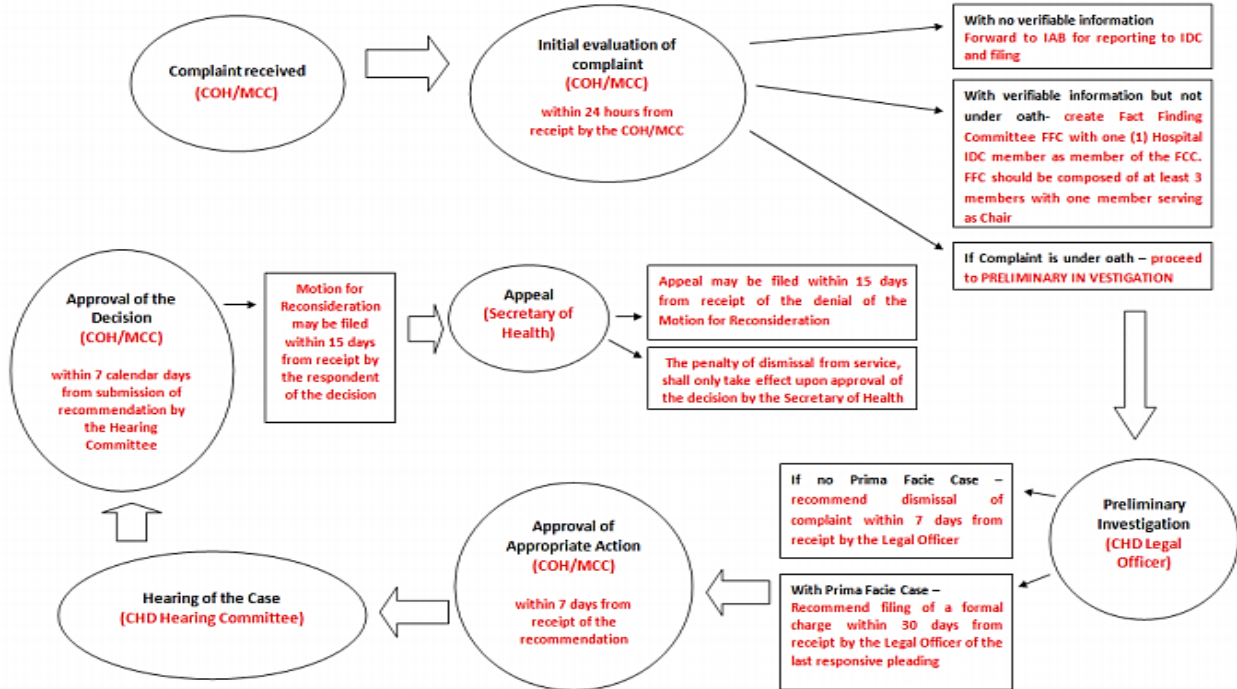 Complaint received
(COH/MCC)
Initial evaluation of
complaint
(COH/MCC)
within 24 hours from
receipt by the COH/MCC
With no verifiable information
Forward to IAB for reporting to IDC
and filing
With verifiable information but not
under oath- create Fact Finding
Committee FFC with one (1) Hospital
IDC member as member of the FCC.
FFC should be composed of at least 3
members with one member serving
as Chair
If Complaint is under oath – proceed
to PRELIMINARY IN VESTIGATION
Approval of the
Decision
(COH/MCC)
within 7 calendar days
from submission of
recommendation by
the Hearing
Committee
Motion for
Reconsideration
may be filed
within 15 days
from receipt by
the respondent
of the decision
Appeal
(Secretary of
Health)
Appeal may be filed within 15 days
from receipt of the denial of the
Motion for Reconsideration
The penalty of dismissal from service,
shall only take effect upon approval of
the decision by the Secretary of Health
Preliminary
Investigation
(CHD Legal
Officer)
If no Prima Facie Case –
recommend dismissal of
complaint within 7 days from
receipt by the Legal Officer
With Prima Facie Case –
Recommend filing of a formal
charge within 30 days from
receipt by the Legal Officer of the
last responsive pleading
Approval of
Appropriate Action
(COH/MCC)
within 7 days from
receipt of the
recommendation
Hearing of the Case
(CHD Hearing Committee)